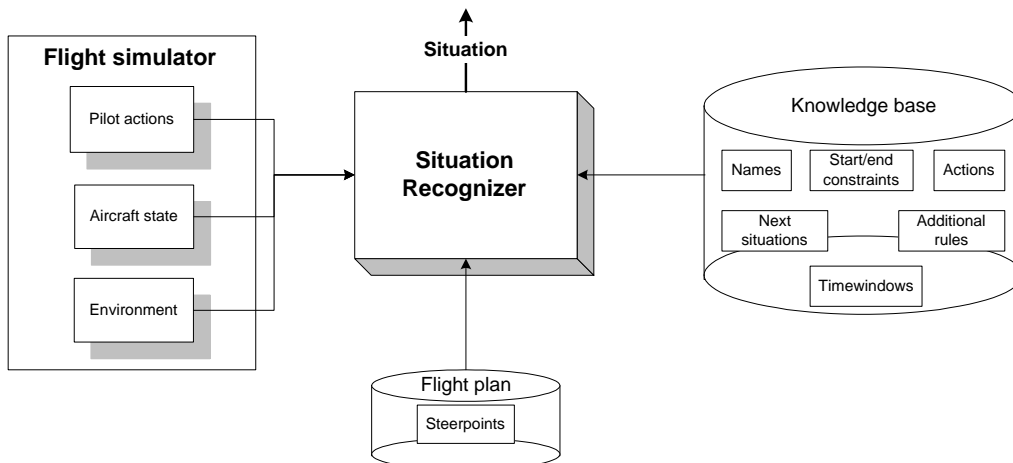 Situation
Flight simulator
Pilot actions
Aircraft state
Environment
Situation
Recognizer
Knowledge base
Names
Start/end
constraints
Actions
Next
situations
Additional
rules
Timewindows
Flight plan
Steerpoints